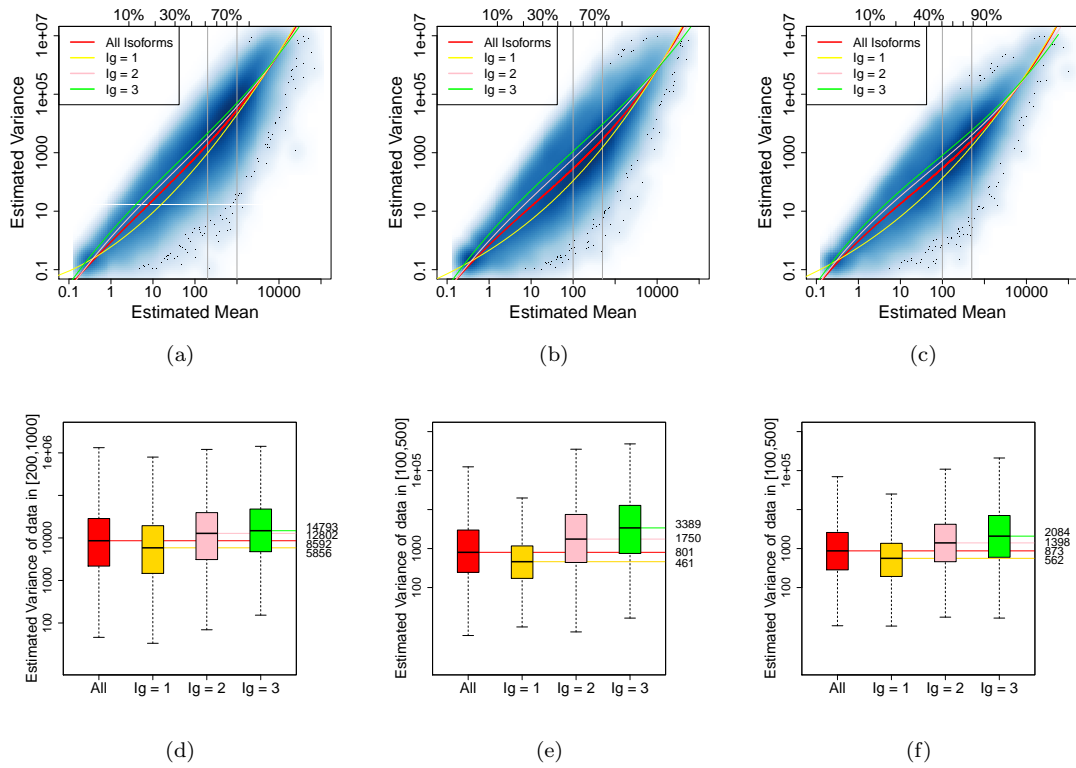 10% 30% 70%
All Isoforms
Ig = 1
Ig = 2
Ig = 3
Estimated Variance
0.1 10 1000 1e+05 1e+07
0.1 1 10 100 10000
Estimated Mean
(a)
10% 30% 70%
All Isoforms
Ig = 1
Ig = 2
Ig = 3
Estimated Variance
0.1 10 1000 1e+05 1e+07
0.1 1 10 100 10000
Estimated Mean
(b)
10% 40% 90%
All Isoforms
Ig = 1
Ig = 2
Ig = 3
Estimated Variance
0.1 10 1000 1e+05 1e+07
0.1 1 10 100 10000
Estimated Mean
(c)
Estimated Variance of data in [200,1000]
100 1000 10000 1e+06
14793
12802
8592
5856
All Ig = 1 Ig = 2 Ig = 3
(d)
Estimated Variance of data in [100,500]
100 1000 1e+05
3389
1750
801
461
All Ig = 1 Ig = 2 Ig = 3
(e)
Estimated Variance of data in [100,500]
100 1000 1e+05
2084
1398
873
562
All Ig = 1 Ig = 2 Ig = 3
(f)